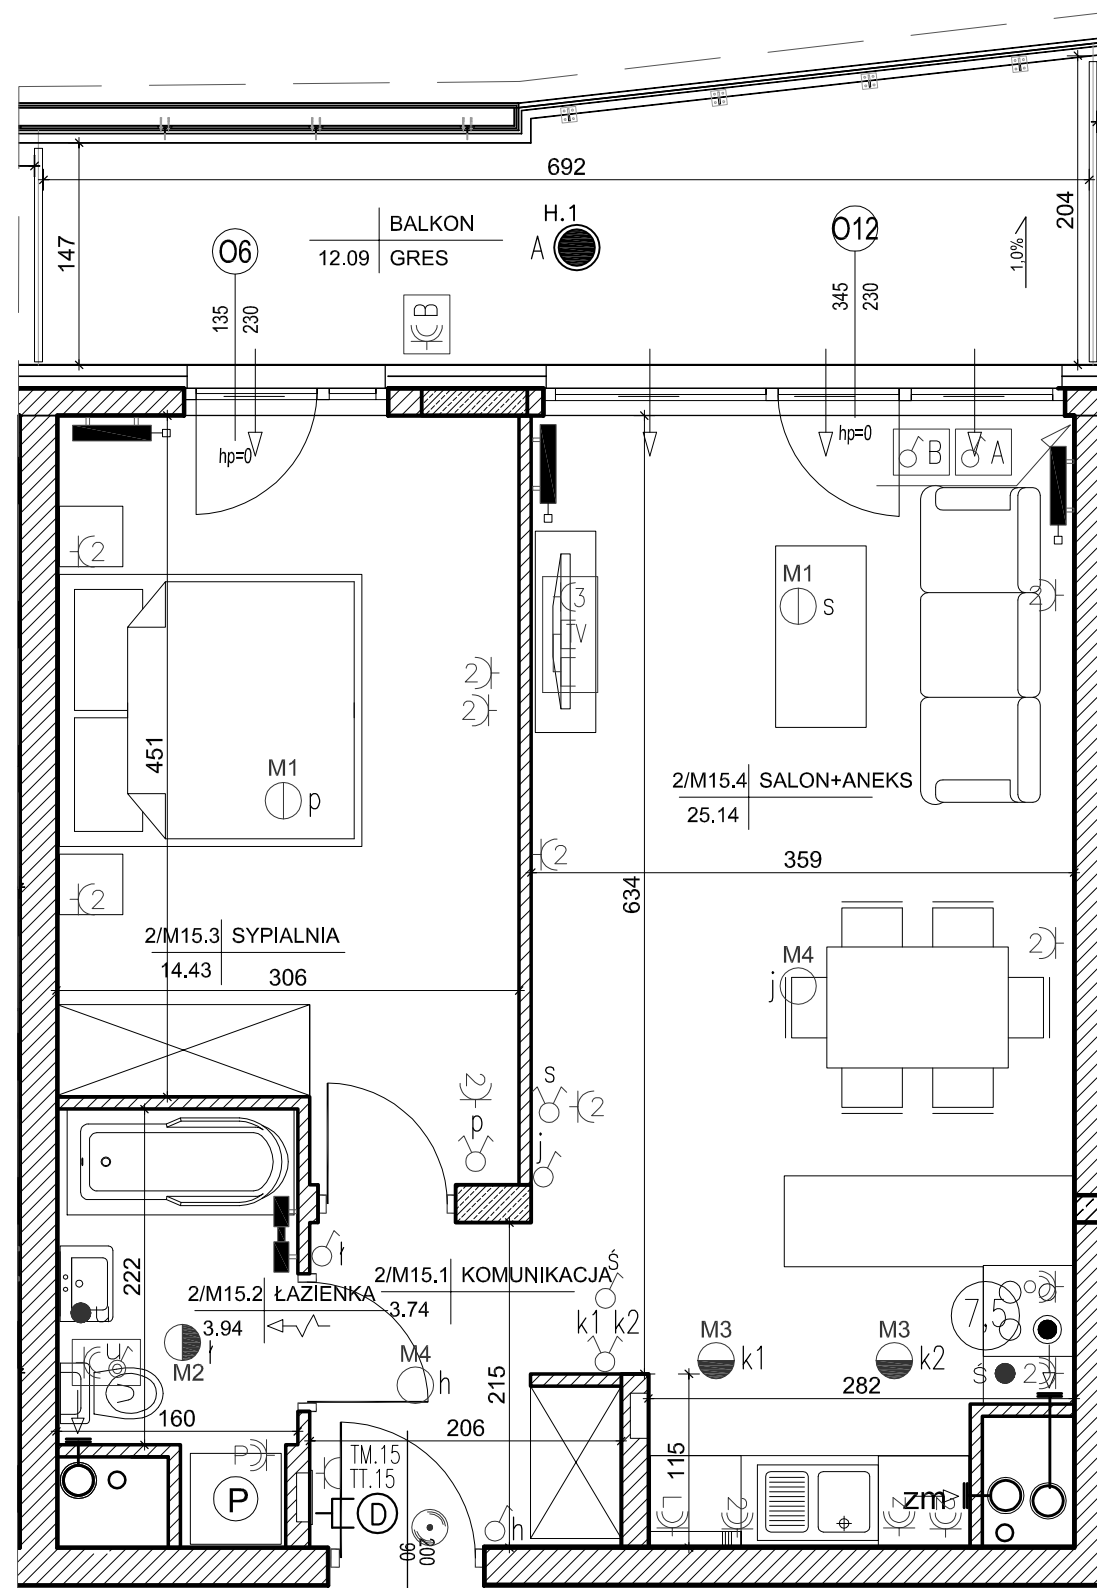 692
204
147
BALKON
12.09 GRES
H.1
A
O6
135
230
O12
345
230
1,0%
B
hp=0
hp=0
B
A
2
3
TV
M1
s
2
2
2
451
M1
p
2/M15.4 SALON+ANEKS
25.14
2
359
634
2
2/M15.3 SYPIALNIA
14.43
306
M4
j
2
2
p
s
2
j
222
ł
2/M15.1 KOMUNIKACJA
3.74
2/M15.2 ŁAZIENKA
3.94
ś
k1 k2
7,5
M2
ł
M4
h
M3
k1
M3
k2
ś
2
215
282
160
206
115
P
TM.15
TT.15
P
D
h
90
200
L
2
zm
2